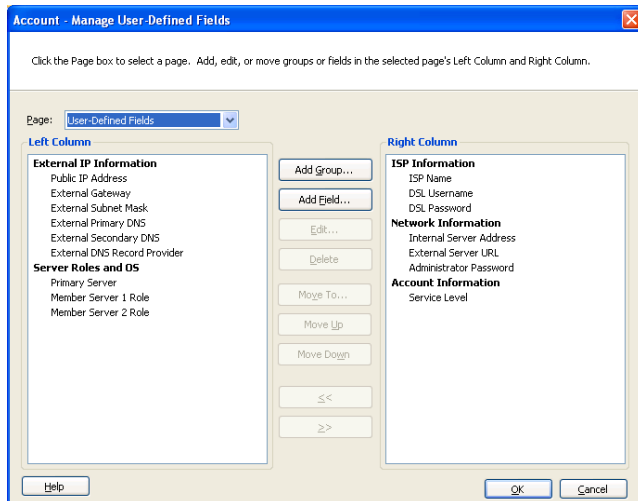 Account - Manage User-Defined Fields
Click the Page box to select a page. Add, edit, or move groups or fields in the selected page's Left Column and Right Column.
Page: User-Defined Fields
Left Column
External IP Information
Public IP Address
External Gateway
External Subnet Mask
External Primary DNS
External Secondary DNS
External DNS Record Provider
Server Roles and OS
Primary Server
Member Server 1 Role
Member Server 2 Role
Add Group...
Add Field...
Edit...
Delete
Move To...
Move Up
Move Down
<<
>>
Right Column
ISP Information
ISP Name
DSL Username
DSL Password
Network Information
Internal Server Address
External Server URL
Administrator Password
Account Information
Service Level
Help
OK
Cancel